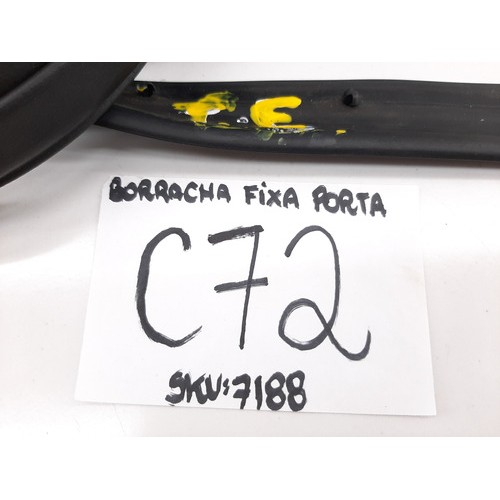 T.E
BORRACHA FIXA PORTA
C72
SKU:7188